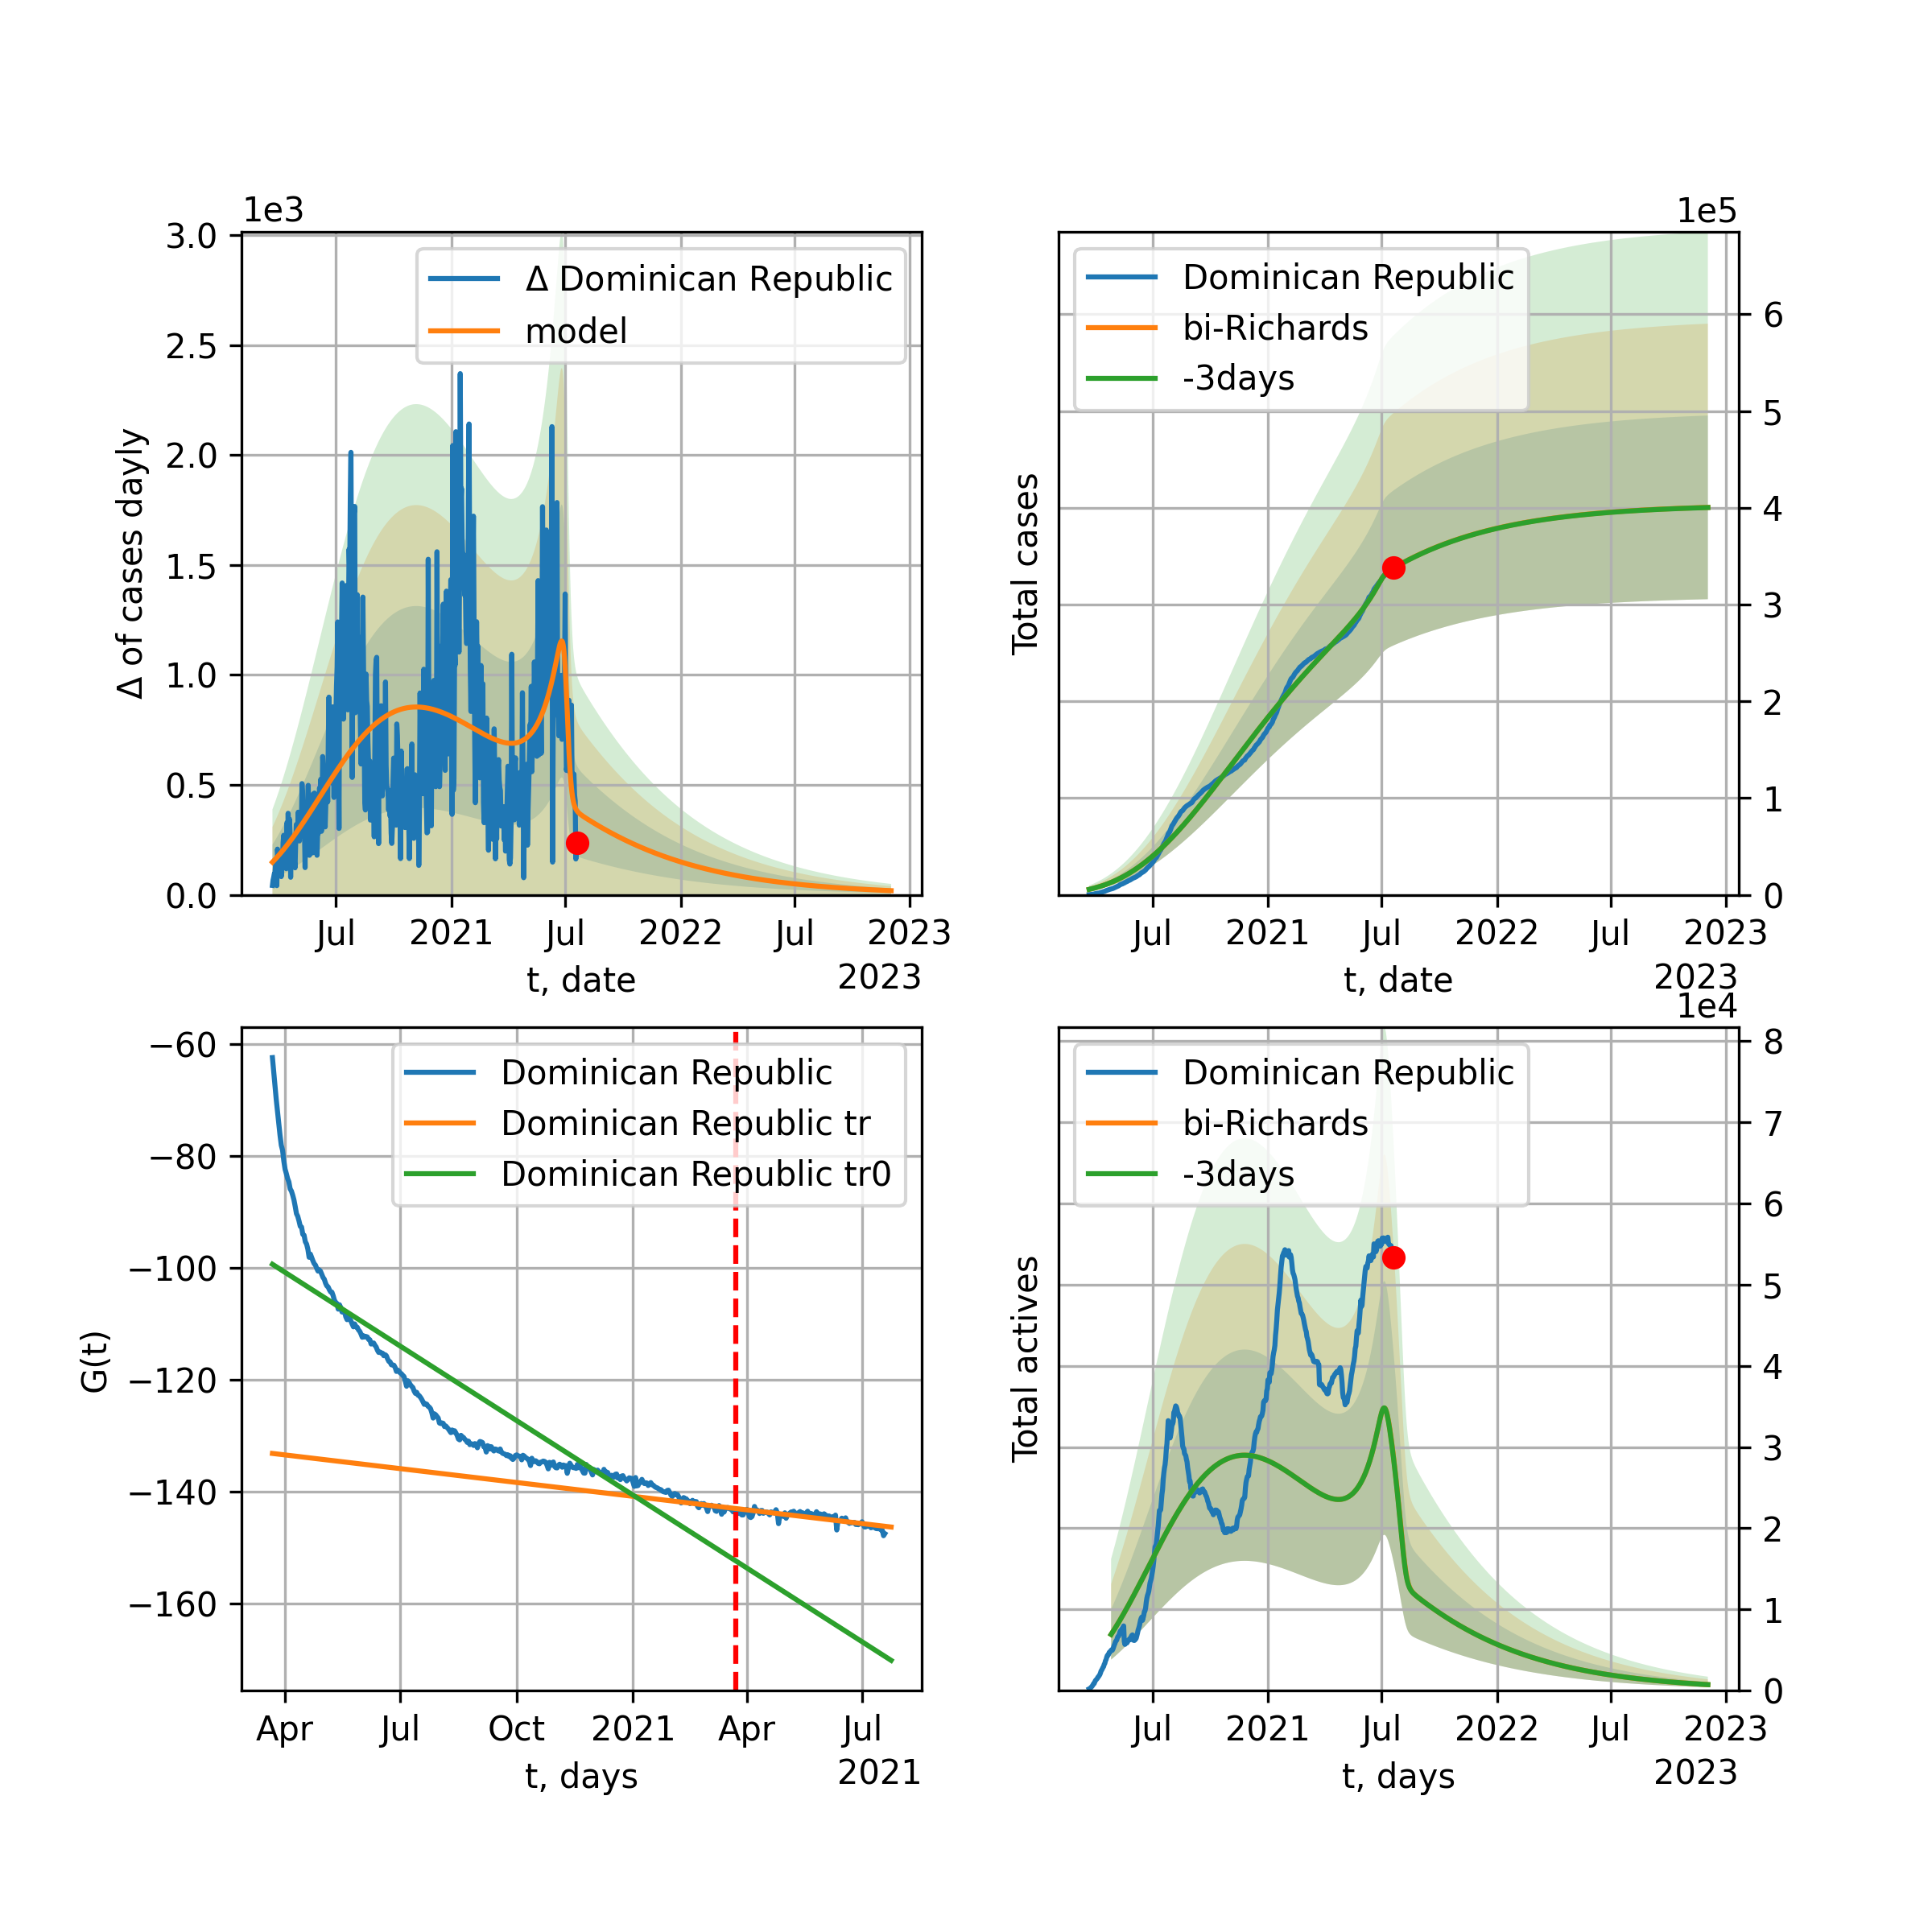 1e3
3.0
2.5
2.0
1.5
1.0
0.5
0.0
Δ of cases dayly
Δ Dominican Republic
model
Jul 2021 Jul 2022 Jul 2023
t, date
2023
1e5
Dominican Republic
bi-Richards
-3days
Total cases
6
5
4
3
2
1
0
Jul 2021 Jul 2022 Jul 2023
t, date
2023
−60
−80
−100
−120
−140
−160
G(t)
Dominican Republic
Dominican Republic tr
Dominican Republic tr0
Apr Jul Oct 2021 Apr Jul
t, days
2021
1e4
Dominican Republic
bi-Richards
-3days
Total actives
8
7
6
5
4
3
2
1
0
Jul 2021 Jul 2022 Jul 2023
t, days
2023